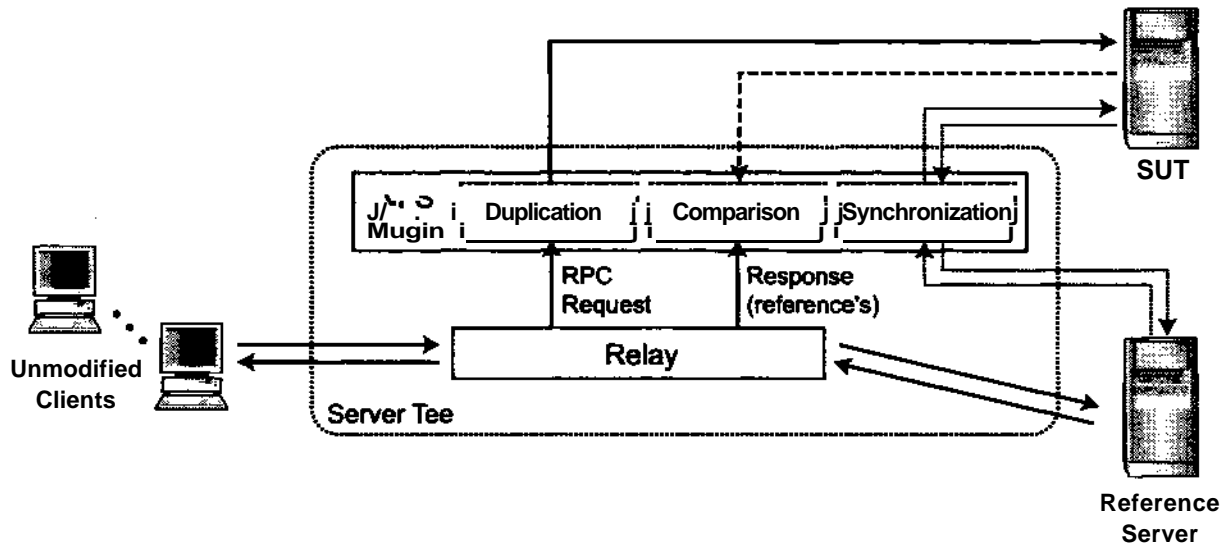 SUT
Duplication
Comparison
Synchronization
Mugin
RPC
Request
Response
(reference's)
Relay
Unmodified
Clients
Server Tee
Reference
Server